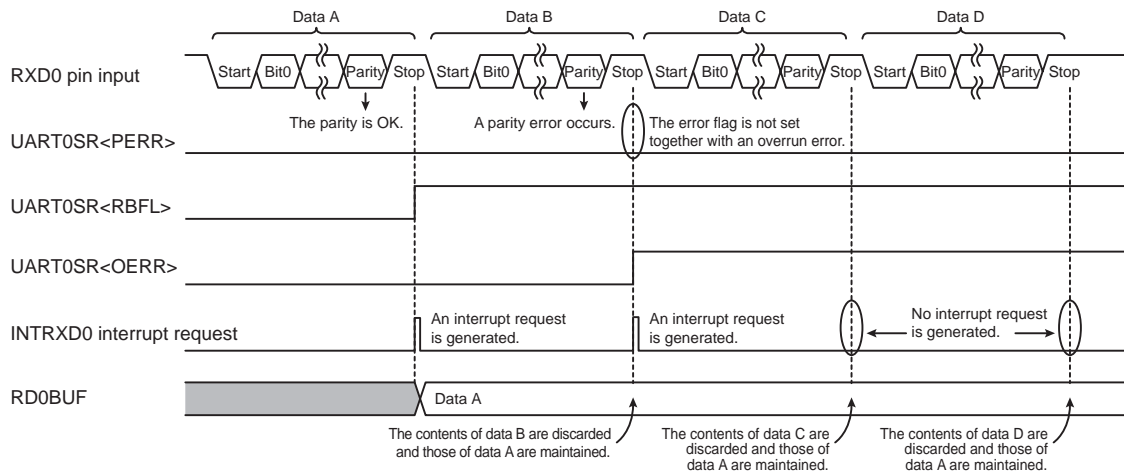 Data A Data B Data C Data D
RXD0 pin input
Start Bit0 Parity Stop Start Bit0 Parity Stop Start Bit0 Parity Stop Start Bit0 Parity Stop
The parity is OK.
A parity error occurs.
The error flag is not set
together with an overrun error.
UART0SR<PERR>
UART0SR<RBFL>
UART0SR<OERR>
INTRXD0 interrupt request
An interrupt request
is generated.
An interrupt request
is generated.
No interrupt request
is generated.
RD0BUF
Data A
The contents of data B are discarded
and those of data A are maintained.
The contents of data C are
discarded and those of
data A are maintained.
The contents of data D are
discarded and those of
data A are maintained.